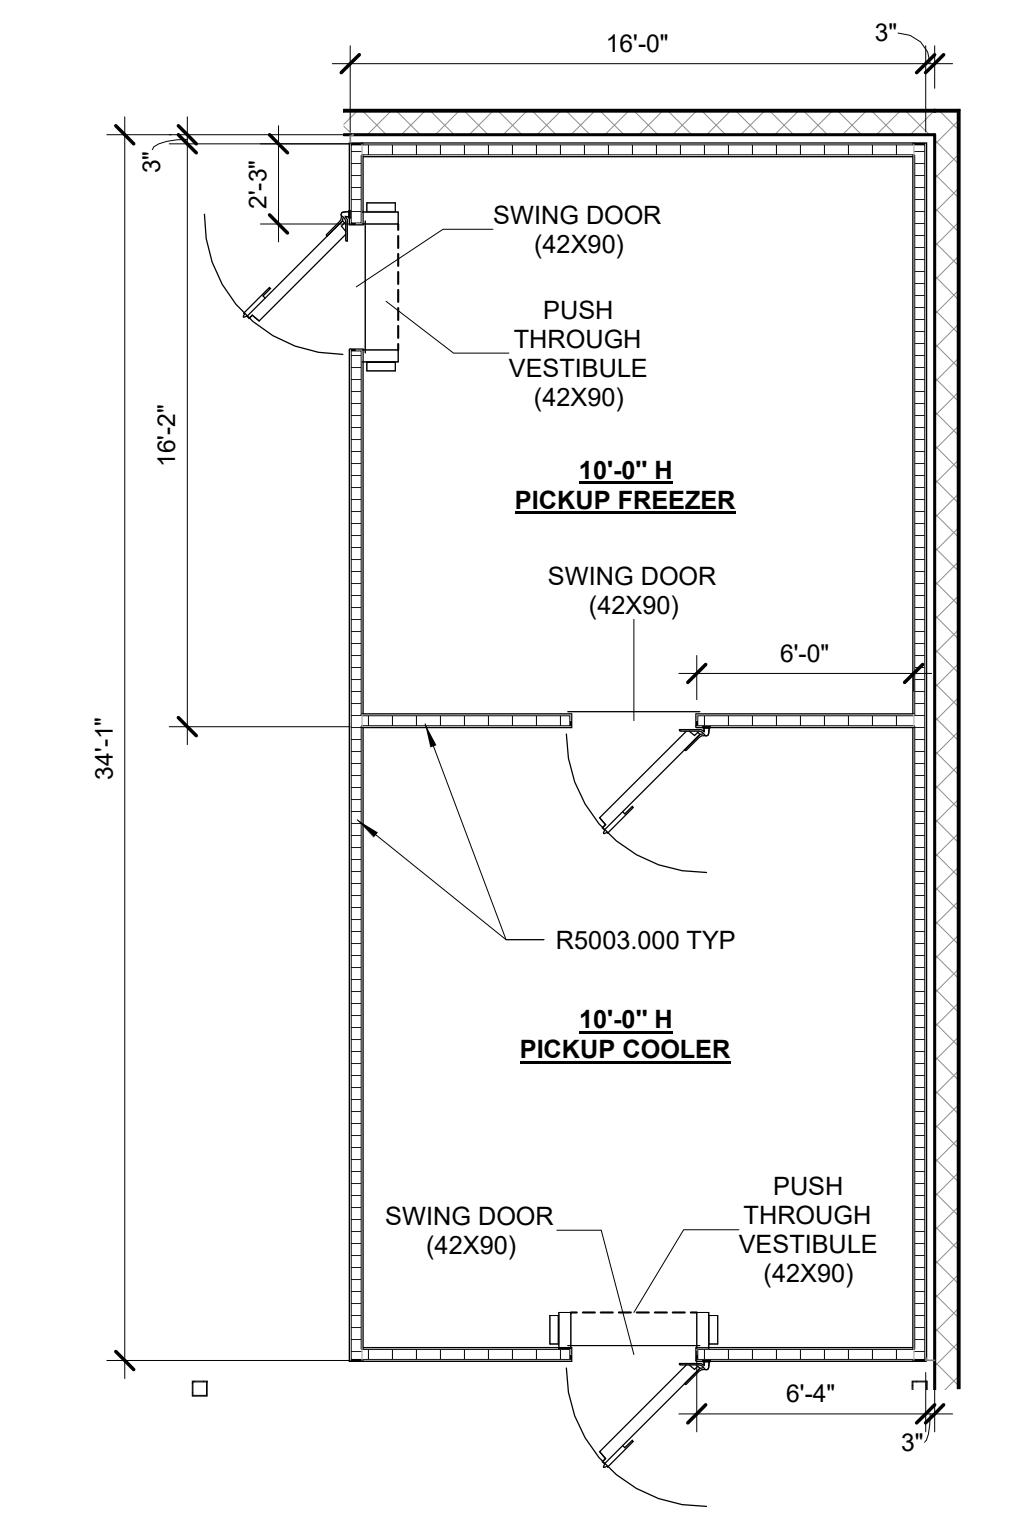 16'-0"
3"
3"
2'-3"
SWING DOOR
(42X90)
PUSH
THROUGH
VESTIBULE
(42X90)
16'-2"
10'-0" H
PICKUP FREEZER
SWING DOOR
(42X90)
6'-0"
34'-1"
R5003.000 TYP
10'-0" H
PICKUP COOLER
SWING DOOR
(42X90)
PUSH
THROUGH
VESTIBULE
(42X90)
6'-4"
3"